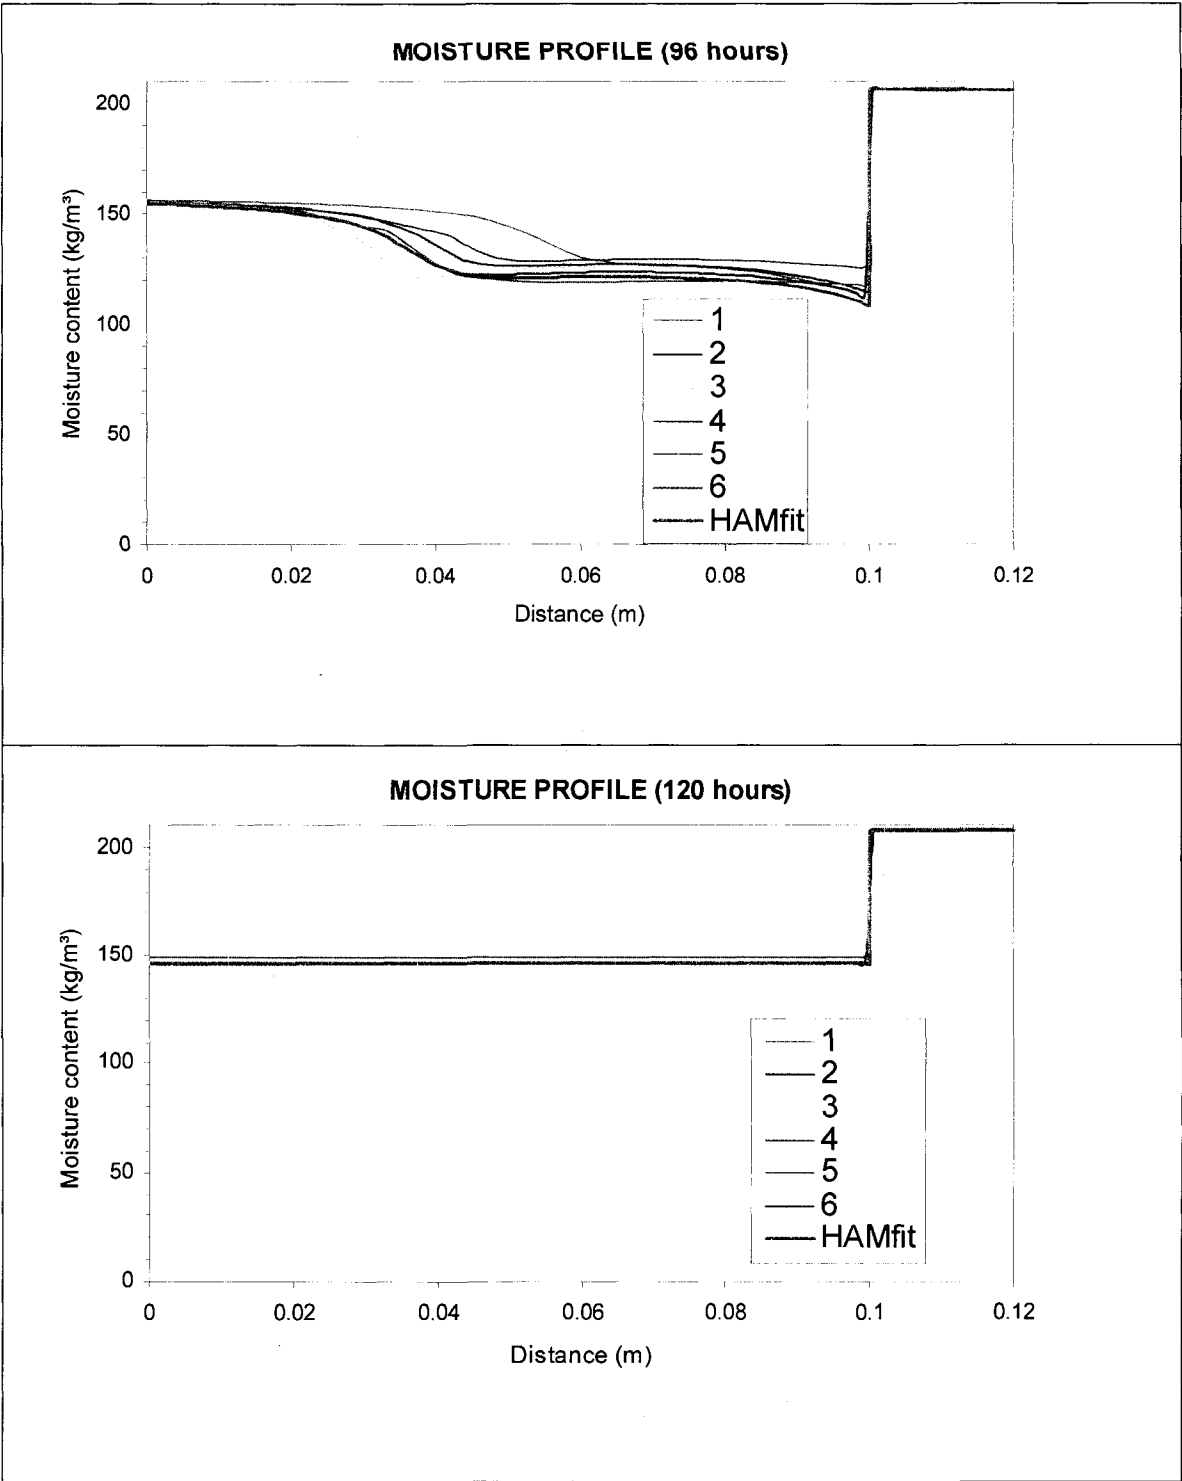 MOISTURE PROFILE (96 hours)
200
150
100
50
0
Moisture content (kg/m³)
0 0.02 0.04 0.06 0.08 0.1 0.12
Distance (m)
1
2
3
4
5
6
HAMfit
MOISTURE PROFILE (120 hours)
200
150
100
50
0
Moisture content (kg/m³)
0 0.02 0.04 0.06 0.08 0.1 0.12
Distance (m)
1
2
3
4
5
6
HAMfit